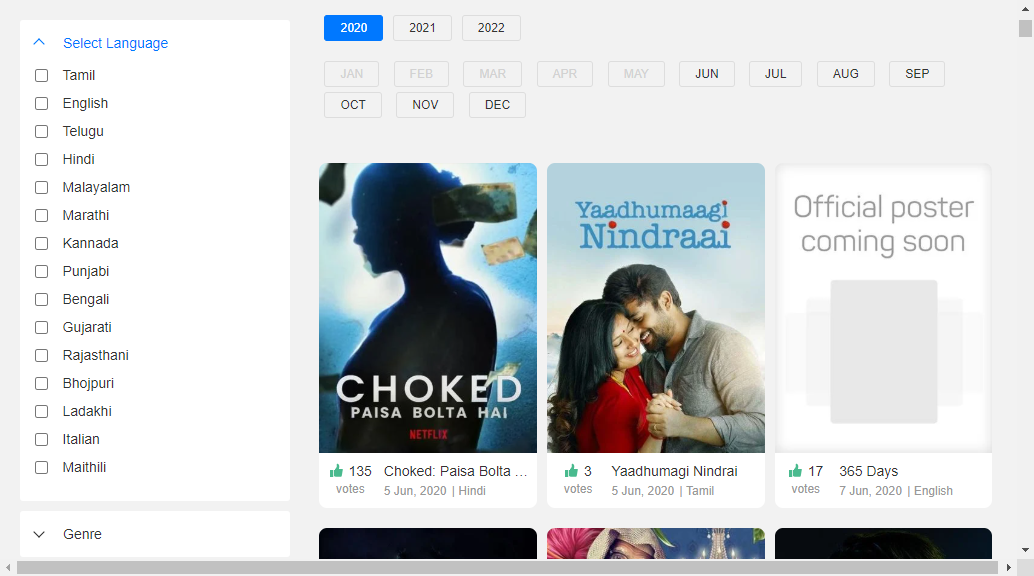 Select Language
Tamil
English
Telugu
Hindi
Malayalam
Marathi
Kannada
Punjabi
Bengali
Gujarati
Rajasthani
Bhojpuri
Ladakhi
Italian
Maithili
Genre
2020 2021 2022
JAN FEB MAR APR MAY JUN JUL AUG SEP
OCT NOV DEC
CHOKED
PAISA BOLTA HAI
NETFLIX
135 votes
Choked: Paisa Bolta ...
5 Jun, 2020 | Hindi
Yaadhumaagi
Nindraai
3 votes
Yaadhumagi Nindrai
5 Jun, 2020 | Tamil
Official poster
coming soon
17 votes
365 Days
7 Jun, 2020 | English